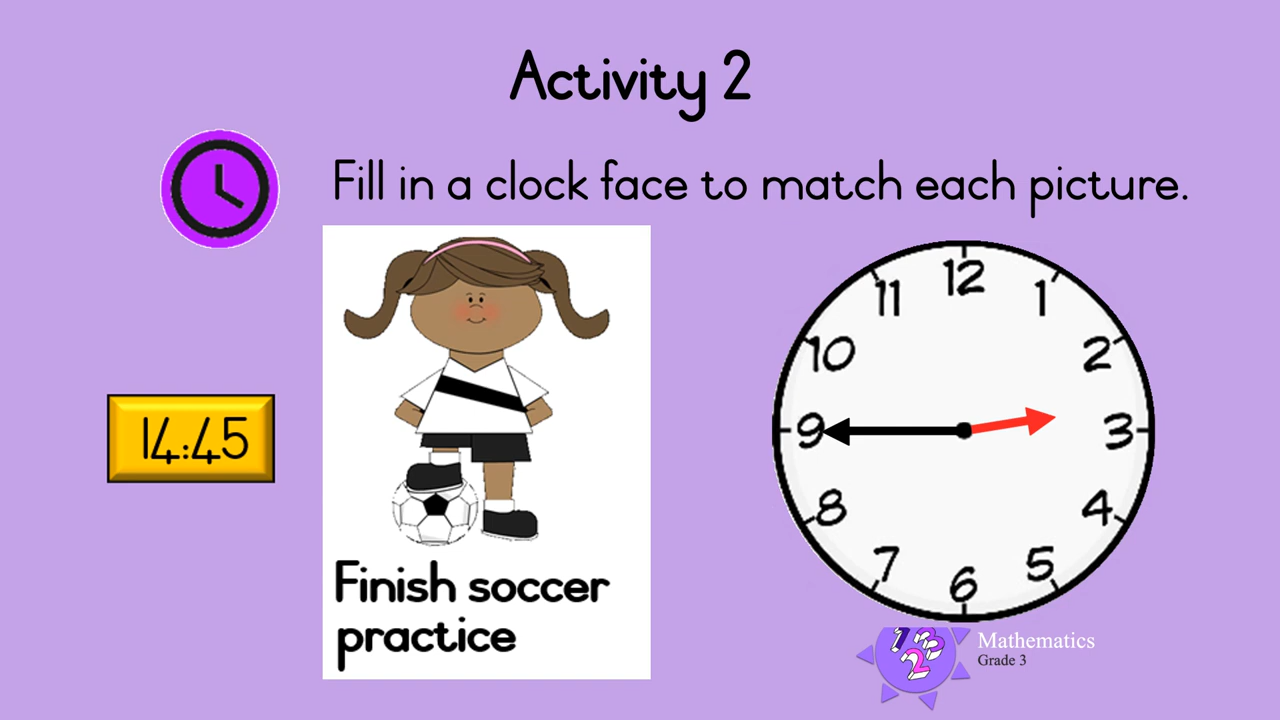 Activity 2
Fill in a clock face to match each picture.
14:45
Finish soccer
practice
12
1
2
3
4
5
6
7
8
9
10
11
123
Mathematics
Grade 3